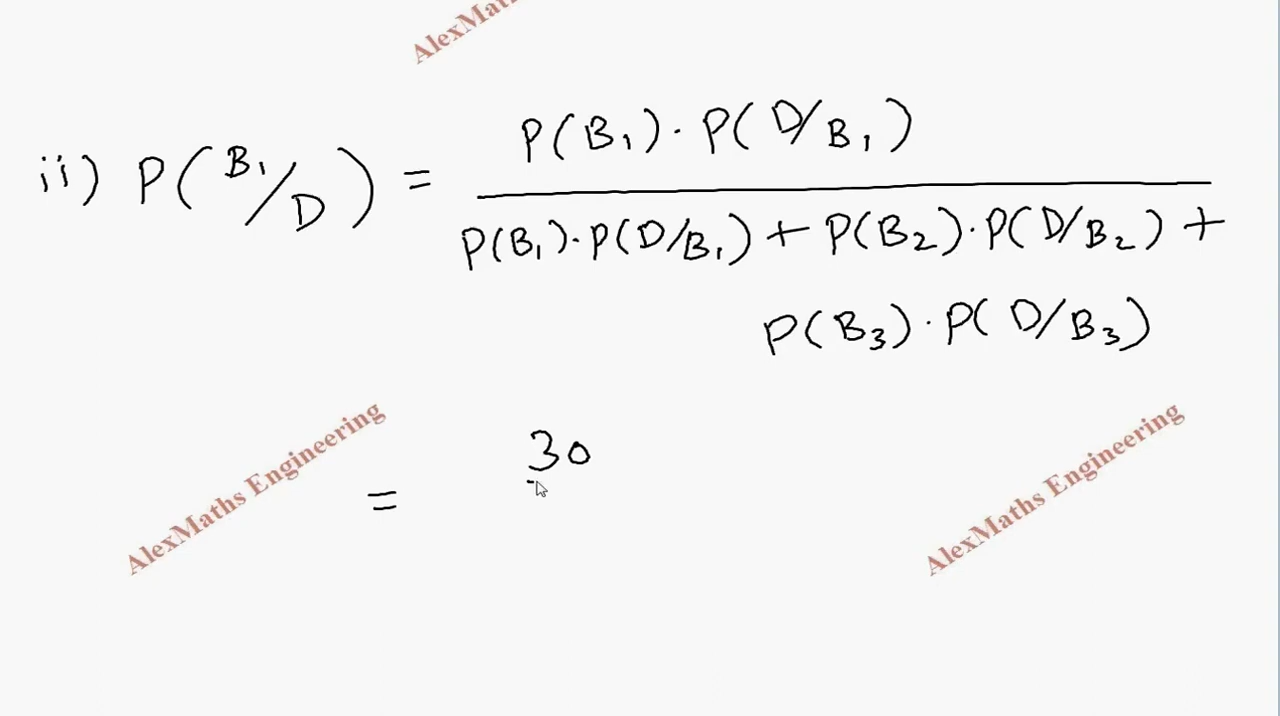 AlexMat
ii) P(B₁/D) = P(B₁)·P(D/B₁)
P(B₁)·P(D/B₁) + P(B₂)·P(D/B₂) +
P(B₃)·P(D/B₃)
= 30
AlexMaths Engineering
AlexMaths Engineering